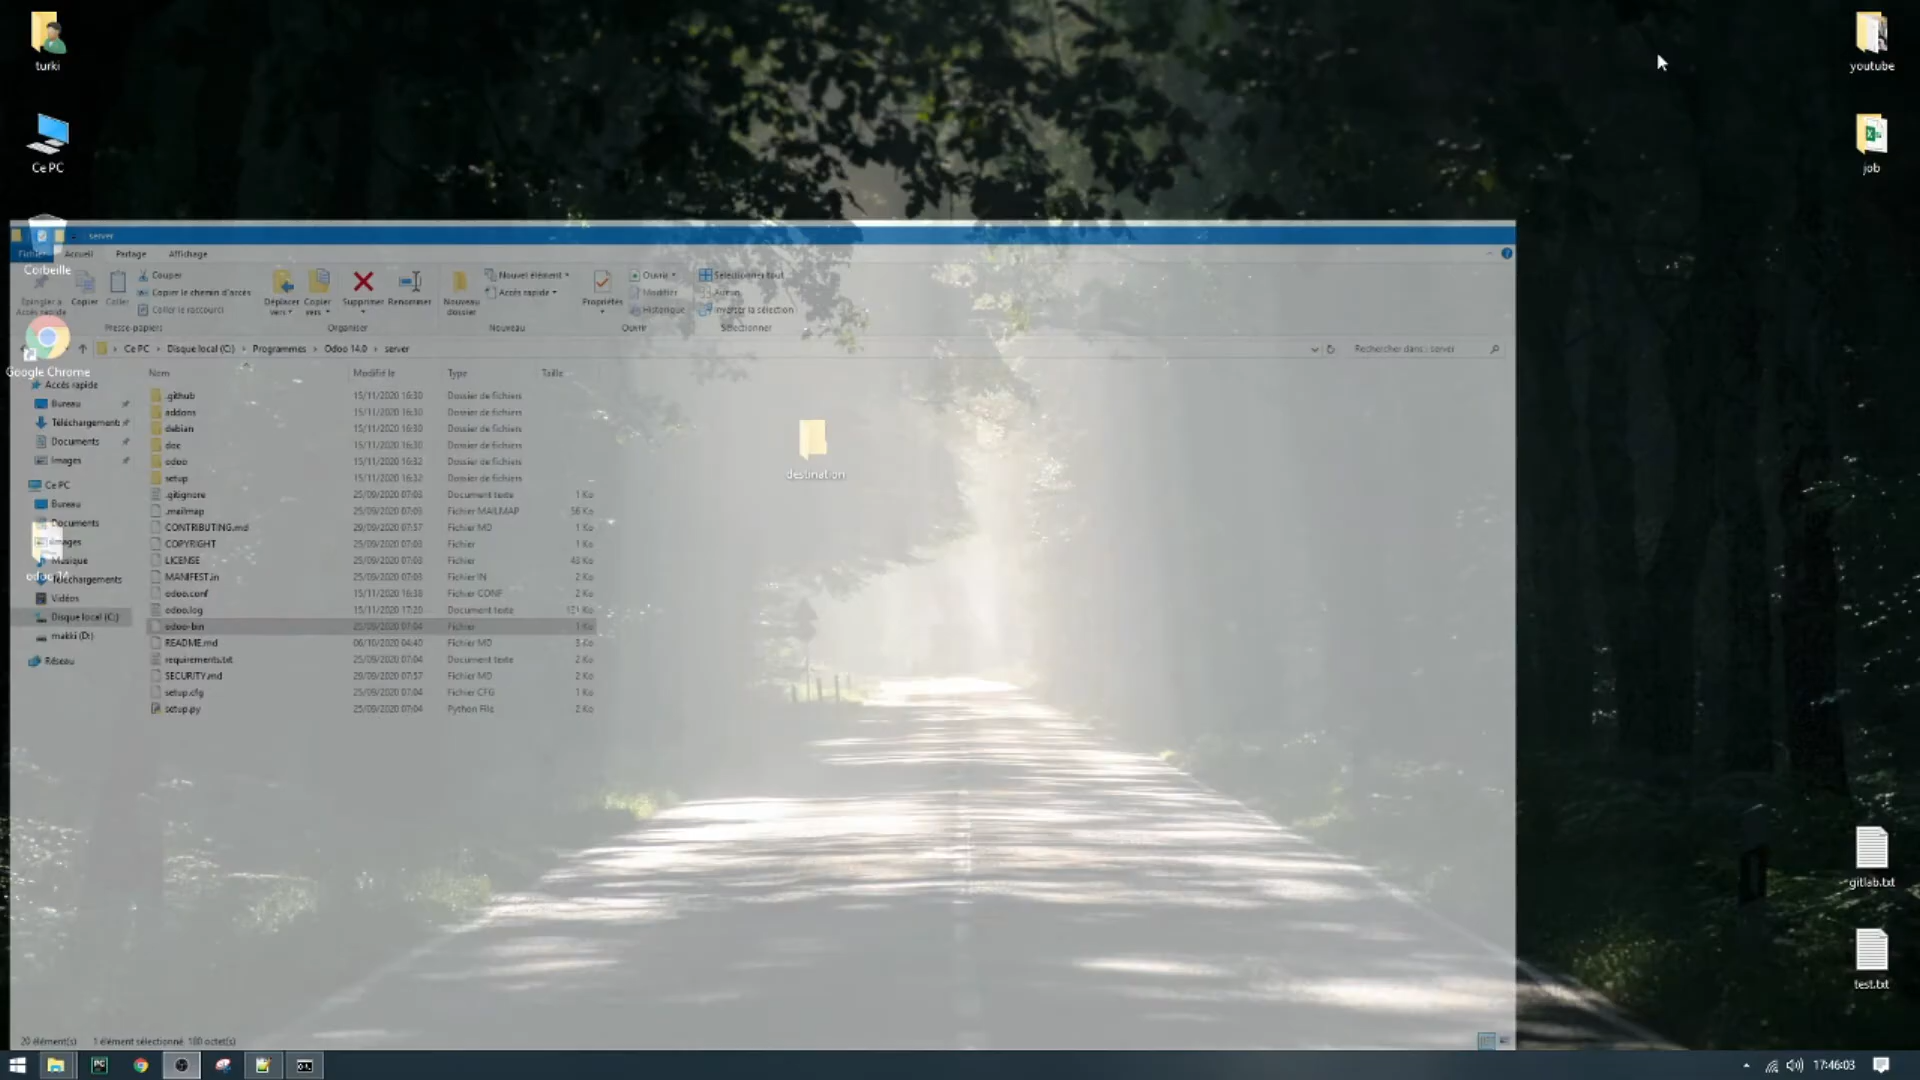 turki
youtube
Ce PC
job
Corbeille
Google Chrome
destination
gitlab.txt
test.txt
server
Fichier Accueil Partage Affichage
Épingler à Accès rapide
Copier
Coller
Couper
Copier le chemin d'accès
Coller le raccourci
Déplacer vers
Copier vers
Supprimer
Renommer
Nouveau dossier
Nouvel élément
Accès rapide
Propriétés
Ouvrir
Modifier
Historique
Sélectionner tout
Aucun
Inverser la sélection
Presse-papiers Organiser Nouveau Ouvrir Sélectionner
Ce PC Disque local (C:) Programmes Odoo 14.0 server
Rechercher dans : server
Accès rapide
Bureau
Téléchargements
Documents
Images
Ce PC
Bureau
Documents
Images
Musique
Téléchargements
Vidéos
Disque local (C:)
makki (D:)
Réseau
Nom Modifié le Type Taille
.github 15/11/2020 16:30 Dossier de fichiers
addons 15/11/2020 16:30 Dossier de fichiers
debian 15/11/2020 16:30 Dossier de fichiers
doc 15/11/2020 16:30 Dossier de fichiers
odoo 15/11/2020 16:32 Dossier de fichiers
setup 15/11/2020 16:32 Dossier de fichiers
.gitignore 25/09/2020 07:03 Document texte 1 Ko
.mailmap 25/09/2020 07:03 Fichier MAILMAP 56 Ko
CONTRIBUTING.md 29/09/2020 07:57 Fichier MD 1 Ko
COPYRIGHT 25/09/2020 07:03 Fichier 1 Ko
LICENSE 25/09/2020 07:03 Fichier 43 Ko
MANIFEST.in 25/09/2020 07:03 Fichier IN 2 Ko
odoo.conf 15/11/2020 16:38 Fichier CONF 2 Ko
odoo.log 15/11/2020 17:20 Document texte 131 Ko
odoo-bin 25/09/2020 07:04 Fichier 1 Ko
README.md 06/10/2020 04:40 Fichier MD 3 Ko
requirements.txt 25/09/2020 07:04 Document texte 2 Ko
SECURITY.md 29/09/2020 07:57 Fichier MD 2 Ko
setup.cfg 25/09/2020 07:04 Fichier CFG 1 Ko
setup.py 25/09/2020 07:04 Python File 2 Ko
20 élément(s) 1 élément sélectionné 180 octet(s)
17:46:03